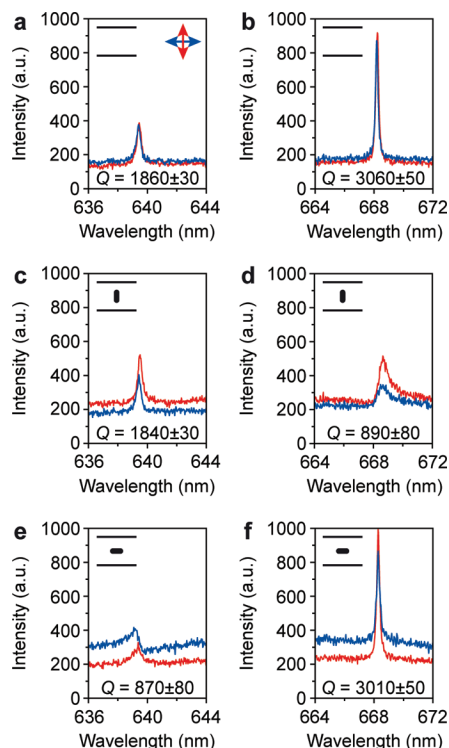 a
b
1000
800
600
400
200
0
Intensity (a.u.)
Q = 1860±30
636 640 644
Wavelength (nm)
1000
800
600
400
200
0
Intensity (a.u.)
Q = 3060±50
664 668 672
Wavelength (nm)
c
d
1000
800
600
400
200
0
Intensity (a.u.)
Q = 1840±30
636 640 644
Wavelength (nm)
1000
800
600
400
200
0
Intensity (a.u.)
Q = 890±80
664 668 672
Wavelength (nm)
e
f
1000
800
600
400
200
0
Intensity (a.u.)
Q = 870±80
636 640 644
Wavelength (nm)
1000
800
600
400
200
0
Intensity (a.u.)
Q = 3010±50
664 668 672
Wavelength (nm)